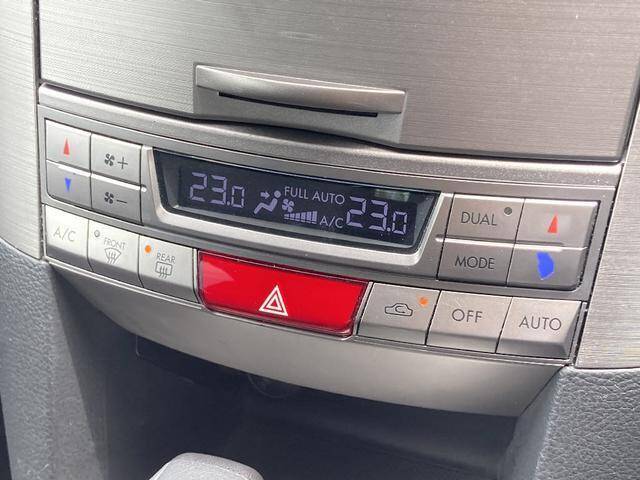 +
23.0 FULL AUTO 23.0
A/C
−
DUAL
MODE
A/C FRONT REAR
OFF AUTO